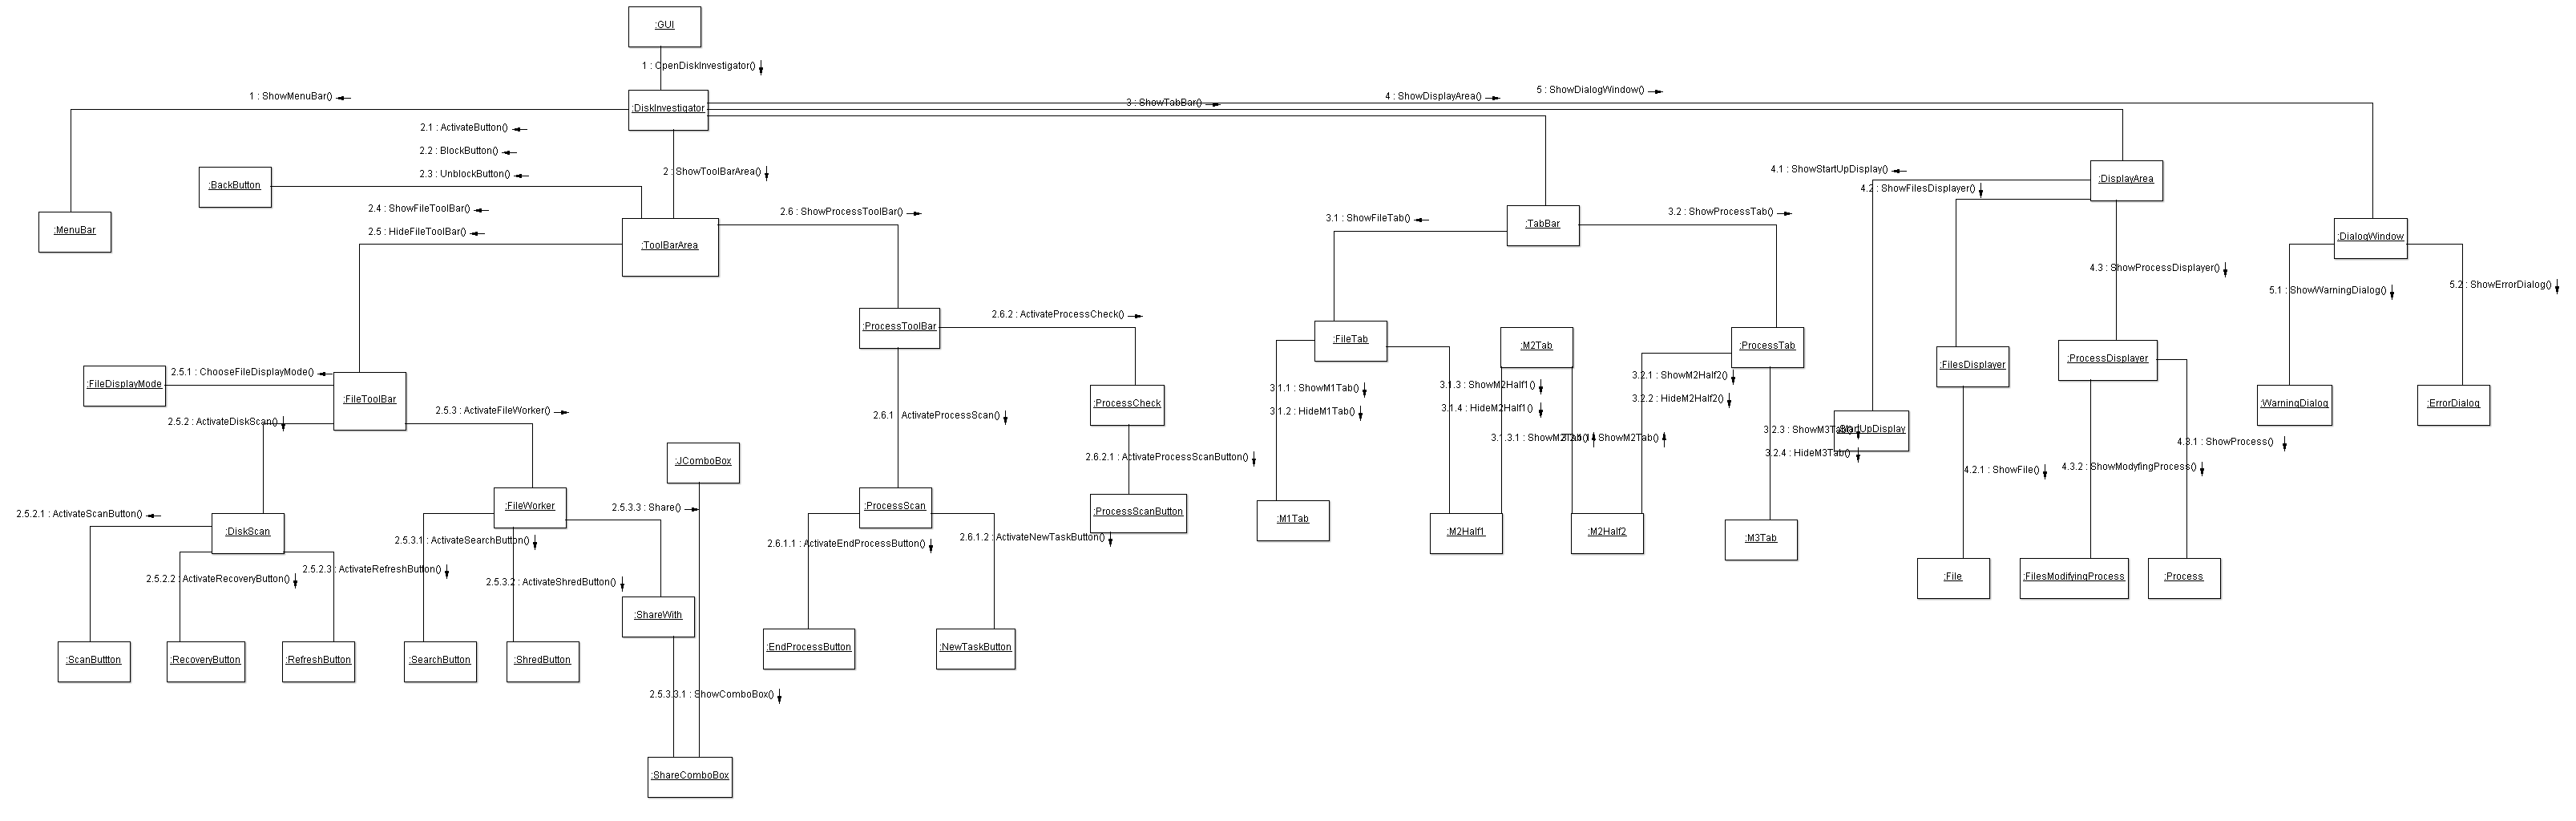 :GUI
1 : OpenDiskInvestigator()
5 : ShowDialogWindow()
1 : ShowMenuBar()
:DiskInvestigator
3 : ShowTabBar()
4 : ShowDisplayArea()
2.1 : ActivateButton()
2.2 : BlockButton()
2.3 : UnblockButton()
2 : ShowToolBarArea()
4.1 : ShowStartUpDisplay()
:DisplayArea
:BackButton
4.2 : ShowFilesDisplayer()
2.4 : ShowFileToolBar()
2.6 : ShowProcessToolBar()
3.1 : ShowFileTab()
3.2 : ShowProcessTab()
:MenuBar
2.5 : HideFileToolBar()
:ToolBarArea
:TabBar
:DialogWindow
4.3 : ShowProcessDisplayer()
5.1 : ShowWarningDialog()
5.2 : ShowErrorDialog()
2.6.2 : ActivateProcessCheck()
:ProcessToolBar
:FileTab
:M2Tab
:ProcessTab
:FilesDisplayer
:ProcessDisplayer
2.5.1 : ChooseFileDisplayMode()
:FileDisplayMode
:FileToolBar
3.1.1 : ShowM1Tab()
3.1.3 : ShowM2Half1()
3.2.1 : ShowM2Half2()
2.5.3 : ActivateFileWorker()
:ProcessCheck
3.1.2 : HideM1Tab()
3.1.4 : HideM2Half1()
3.2.2 : HideM2Half2()
:WarningDialog
:ErrorDialog
2.5.2 : ActivateDiskScan()
2.6.1 : ActivateProcessScan()
3.2.3 : ShowM3Tab()
:StartUpDisplay
3.1.3.1 : ShowM2Tab()
3.2.1.1 : ShowM2Tab()
4.3.1 : ShowProcess()
:JComboBox
2.6.2.1 : ActivateProcessScanButton()
3.2.4 : HideM3Tab()
4.2.1 : ShowFile()
4.3.2 : ShowModyfingProcess()
2.5.2.1 : ActivateScanButton()
:FileWorker
2.5.3.3 : Share()
:ProcessScan
:ProcessScanButton
:M1Tab
:DiskScan
:M2Half1
:M2Half2
:M3Tab
2.5.3.1 : ActivateSearchButton()
2.6.1.1 : ActivateEndProcessButton()
2.6.1.2 : ActivateNewTaskButton()
2.5.2.2 : ActivateRecoveryButton()
2.5.2.3 : ActivateRefreshButton()
2.5.3.2 : ActivateShredButton()
:File
:FilesModifyingProcess
:Process
:ShareWith
:ScanButtton
:RecoveryButton
:RefreshButton
:SearchButton
:ShredButton
:EndProcessButton
:NewTaskButton
2.5.3.3.1 : ShowComboBox()
:ShareComboBox